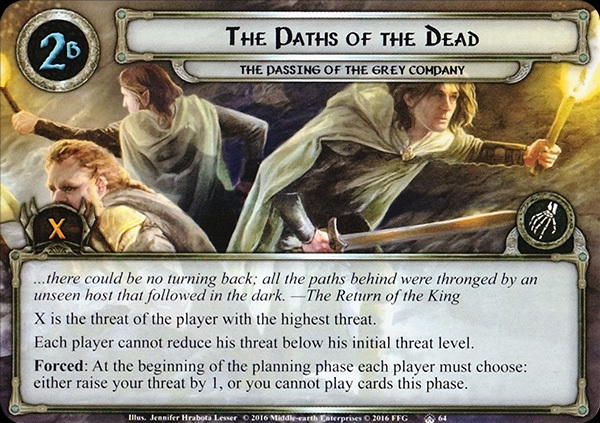 2B
THE PATHS OF THE DEAD
THE PASSING OF THE GREY COMPANY
X
...there could be no turning back; all the paths behind were thronged by an
unseen host that followed in the dark. —The Return of the King
X is the threat of the player with the highest threat.
Each player cannot reduce his threat below his initial threat level.
Forced: At the beginning of the planning phase each player must choose:
either raise your threat by 1, or you cannot play cards this phase.
Illus. Jennifer Hrabota Lesser © 2016 Middle-earth Enterprises © 2016 FFG 64